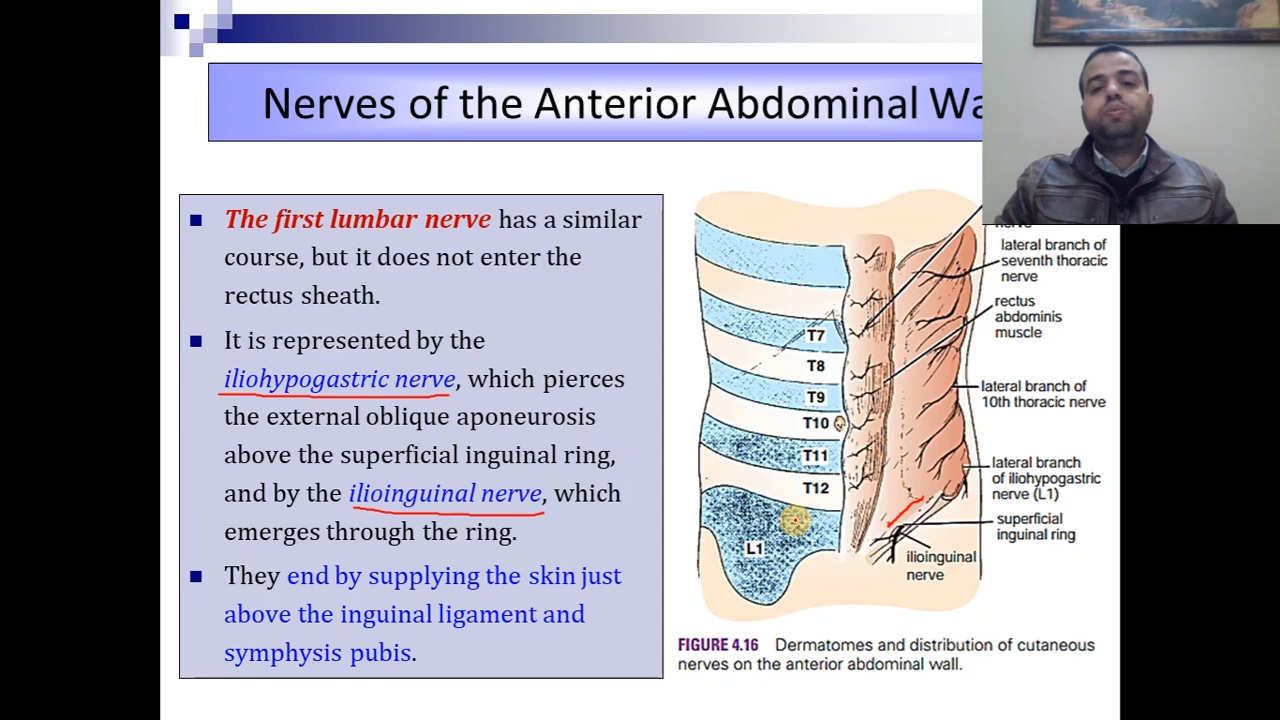 Nerves of the Anterior Abdominal
The first lumbar nerve has a similar
course, but it does not enter the
rectus sheath.
It is represented by the
iliohypogastric nerve, which pierces
the external oblique aponeurosis
above the superficial inguinal ring,
and by the ilioinguinal nerve, which
emerges through the ring.
They end by supplying the skin just
above the inguinal ligament and
symphysis pubis.
T7
T8
T9
T10
T11
T12
L1
nerve
lateral branch of
seventh thoracic
nerve
rectus
abdominis
muscle
lateral branch of
10th thoracic nerve
lateral branch
of iliohypogastric
nerve (L1)
superficial
inguinal ring
ilioinguinal
nerve
FIGURE 4.16 Dermatomes and distribution of cutaneous
nerves on the anterior abdominal wall.